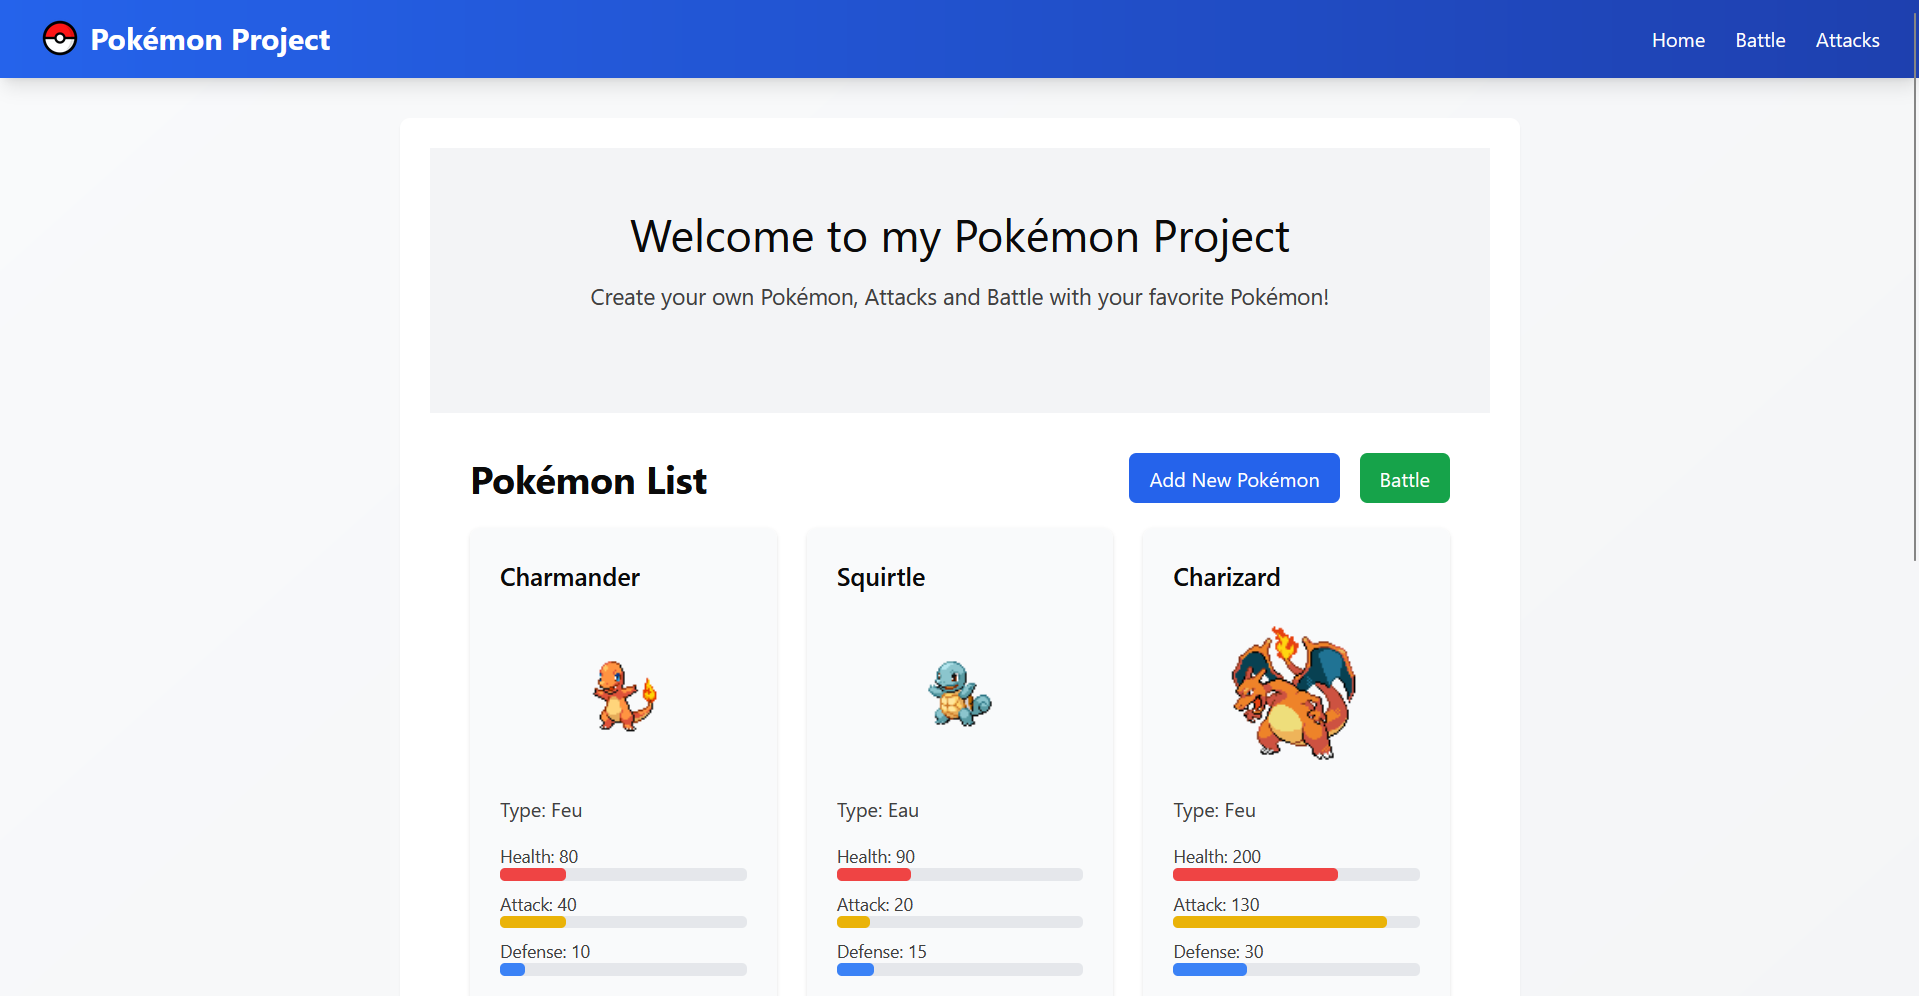 Pokémon Project
Home Battle Attacks
Welcome to my Pokémon Project
Create your own Pokémon, Attacks and Battle with your favorite Pokémon!
Pokémon List
Add New Pokémon
Battle
Charmander
Type: Feu
Health: 80
Attack: 40
Defense: 10
Squirtle
Type: Eau
Health: 90
Attack: 20
Defense: 15
Charizard
Type: Feu
Health: 200
Attack: 130
Defense: 30